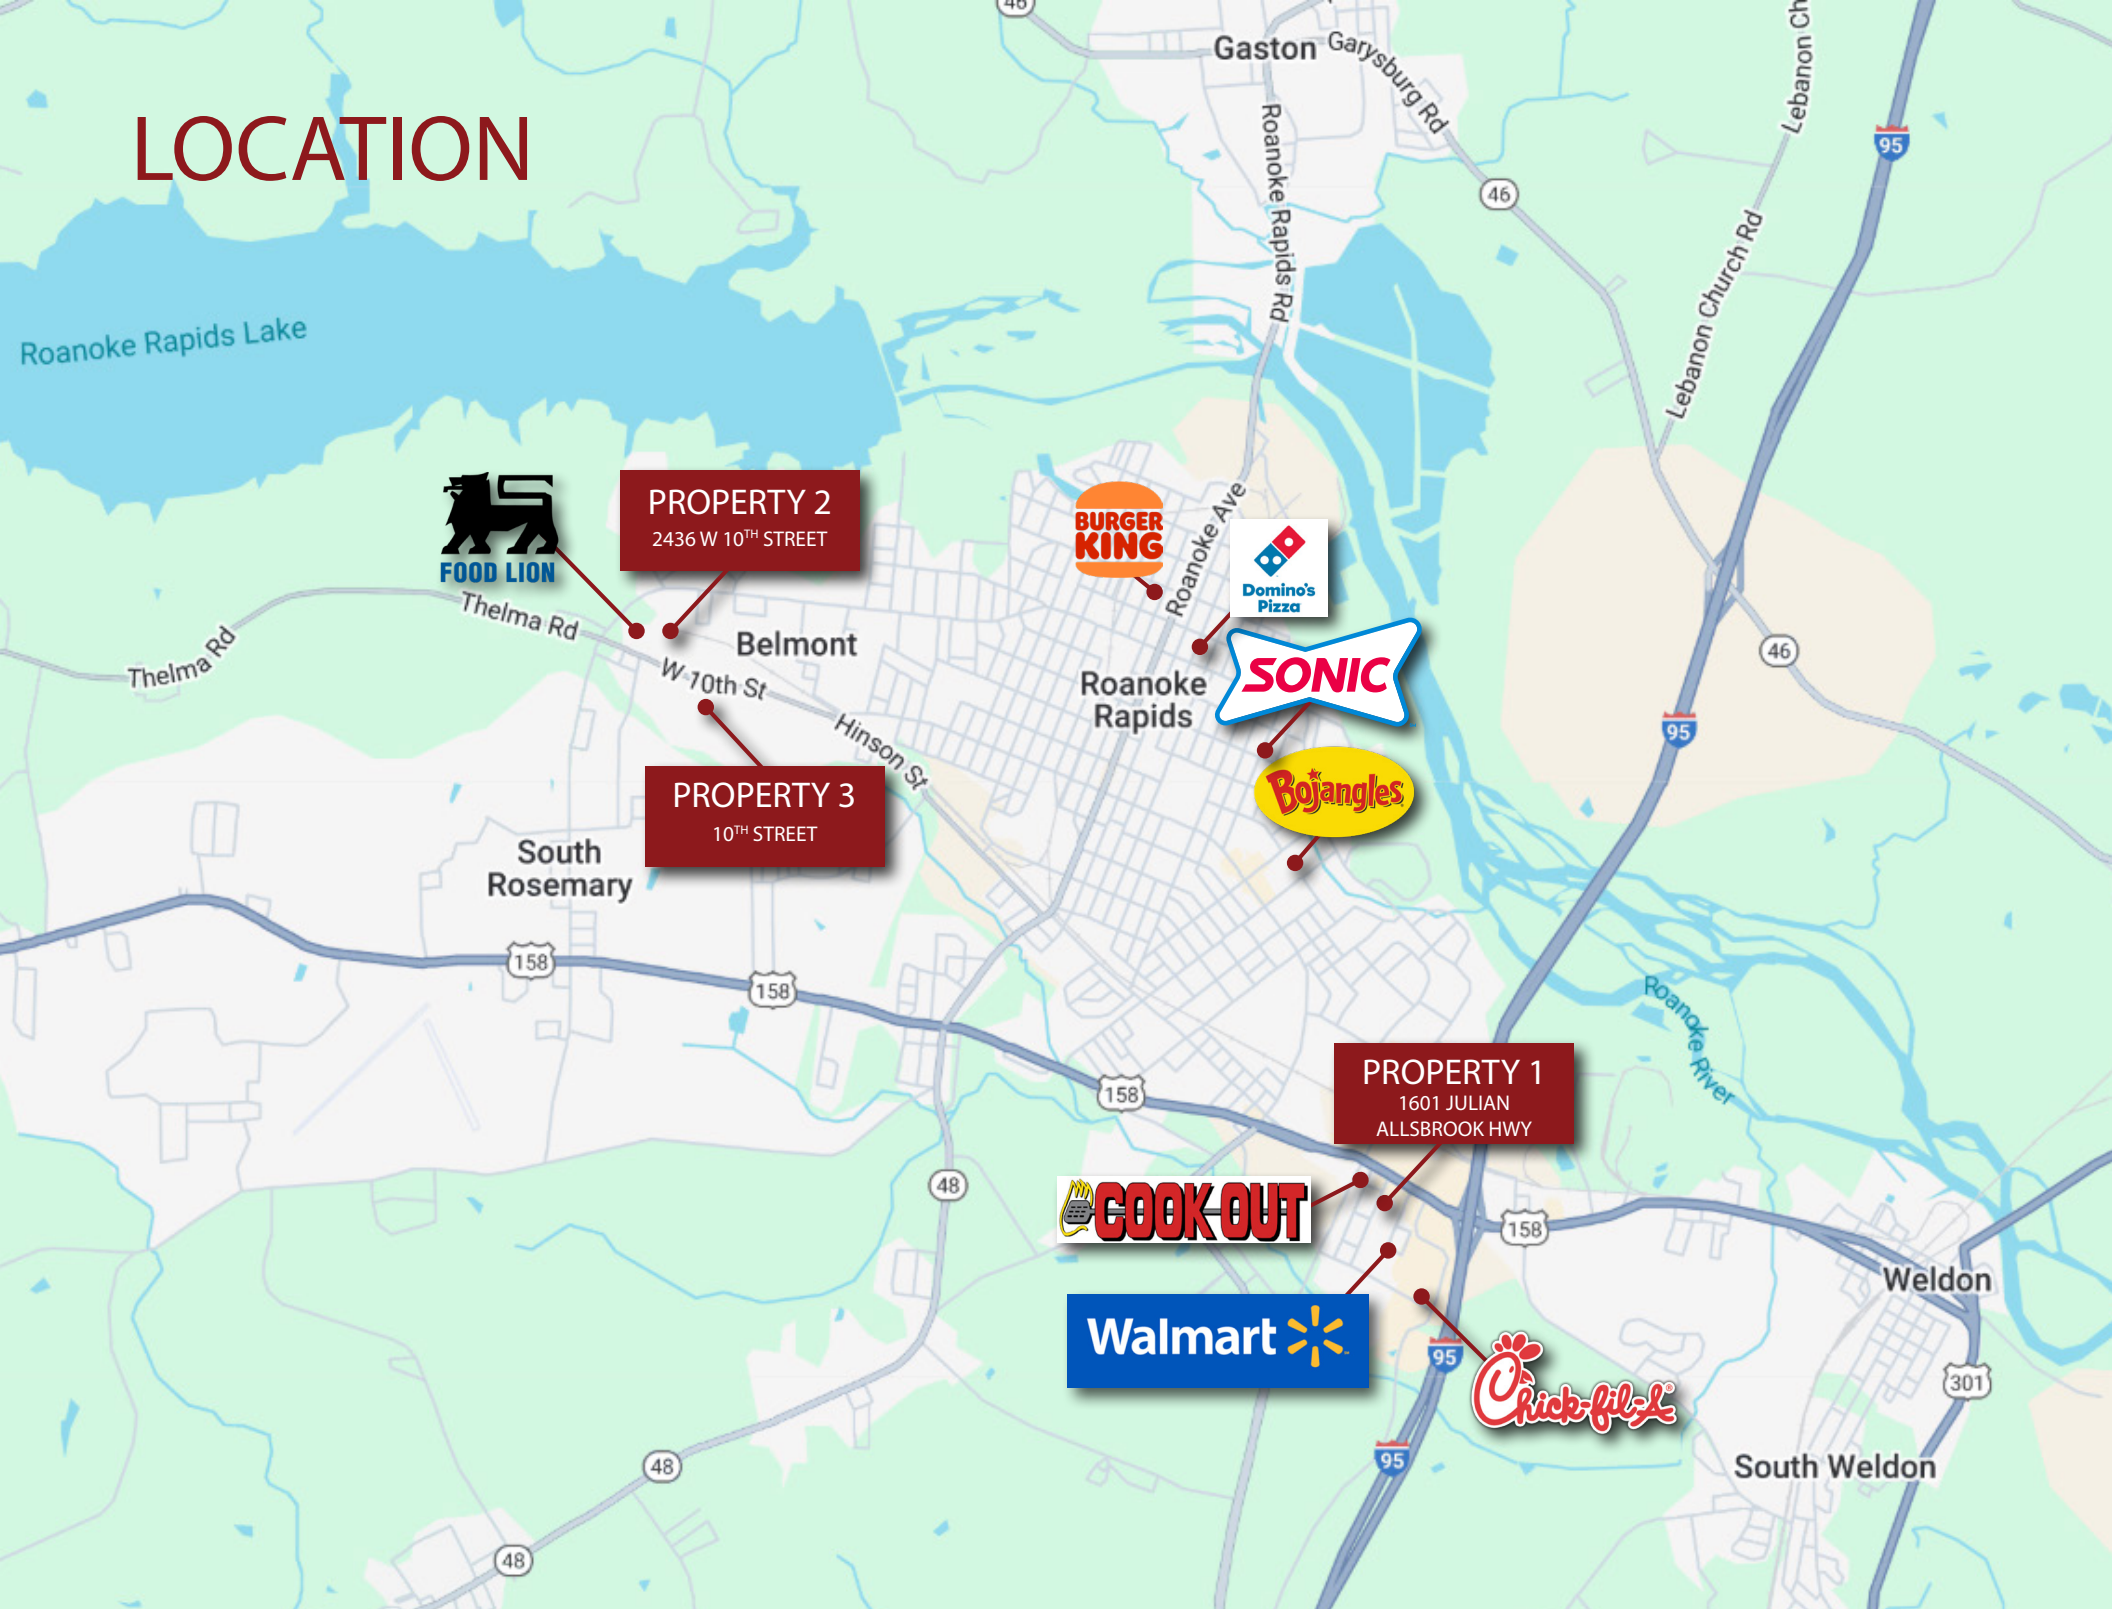 46
Gaston
Garysburg Rd
Lebanon Ch
95
LOCATION
Roanoke Rapids Rd
46
Lebanon Church Rd
Roanoke Rapids Lake
FOOD LION
PROPERTY 2
2436 W 10TH STREET
BURGER
KING
Roanoke Ave
Domino's
Pizza
Thelma Rd
Thelma Rd
Belmont
W 10th St
46
Roanoke
Rapids
SONIC
95
Hinson St
Bojangles
PROPERTY 3
10TH STREET
South
Rosemary
158
158
Roanoke River
158
PROPERTY 1
1601 JULIAN
ALLSBROOK HWY
48
COOK OUT
158
Weldon
Walmart
95
Chick-fil-A®
301
48
95
South Weldon
48